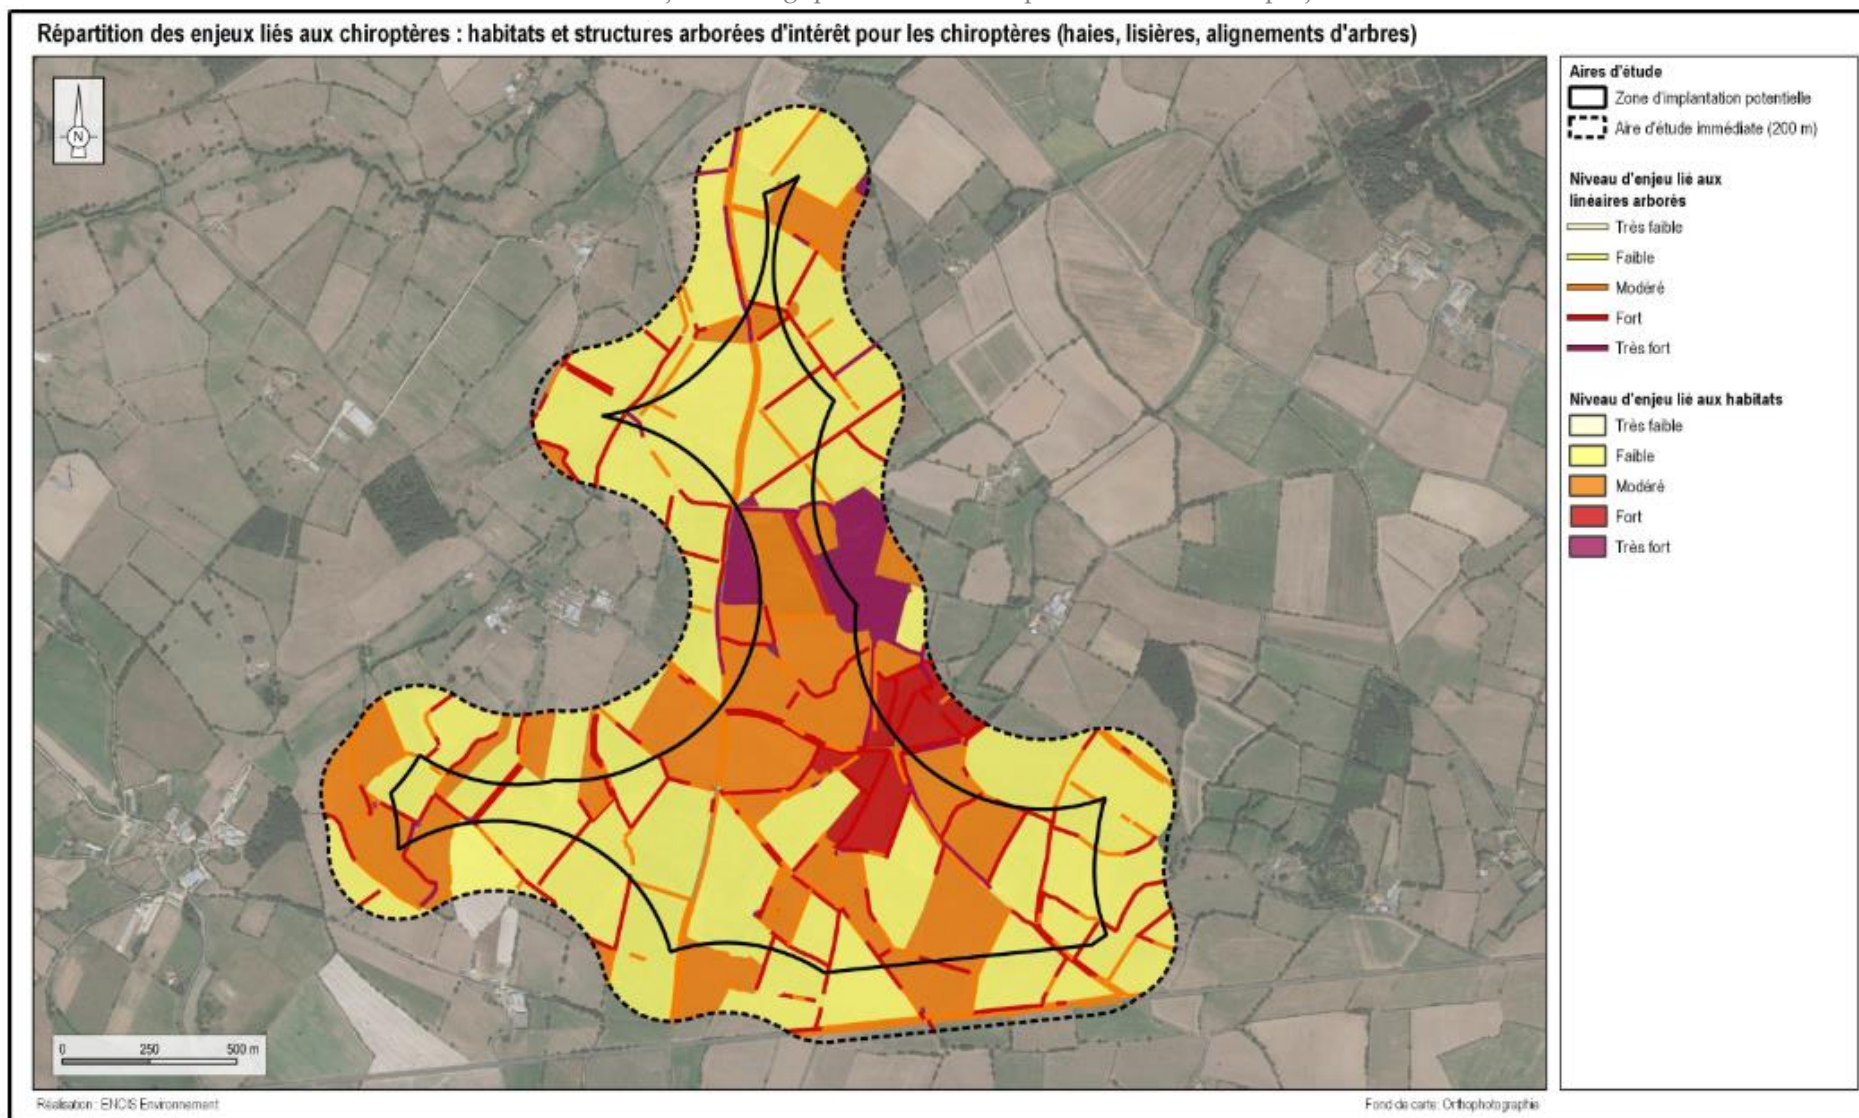 Répartition des enjeux liés aux chiroptères : habitats et structures arborées d'intérêt pour les chiroptères (haies, lisières, alignements d'arbres)
N
Aires d'étude
Zone d'implantation potentielle
Aire d'étude immédiate (200 m)
Niveau d'enjeu lié aux
linéaires arborés
Très faible
Faible
Modéré
Fort
Très fort
Niveau d'enjeu lié aux habitats
Très faible
Faible
Modéré
Fort
Très fort
0 250 500 m
Réalisation : ENCIS Environnement
Fond de carte: Orthophotographie